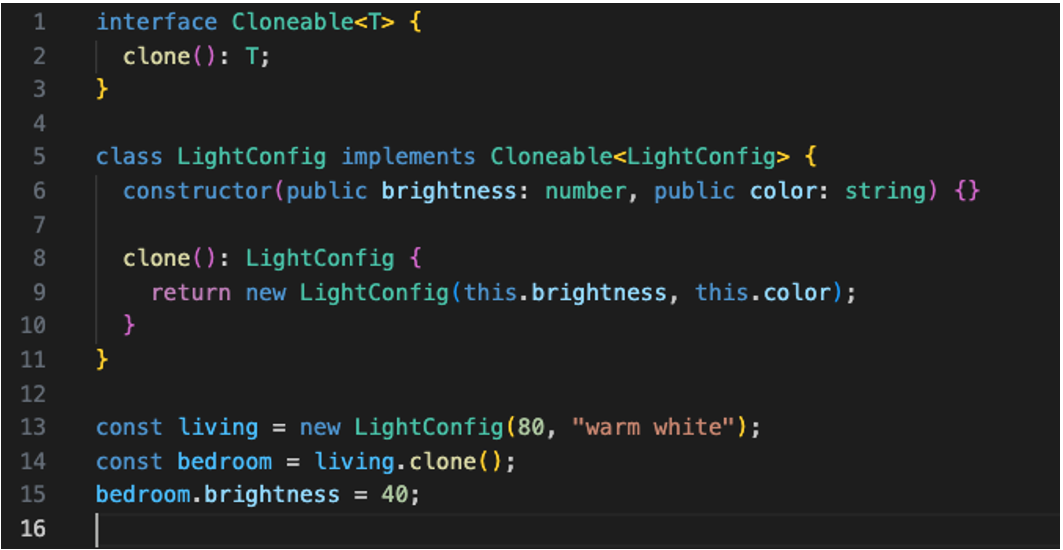 1 interface Cloneable<T> {
2   clone(): T;
3 }
4
5 class LightConfig implements Cloneable<LightConfig> {
6   constructor(public brightness: number, public color: string) {}
7
8   clone(): LightConfig {
9     return new LightConfig(this.brightness, this.color);
10   }
11 }
12
13 const living = new LightConfig(80, "warm white");
14 const bedroom = living.clone();
15 bedroom.brightness = 40;
16